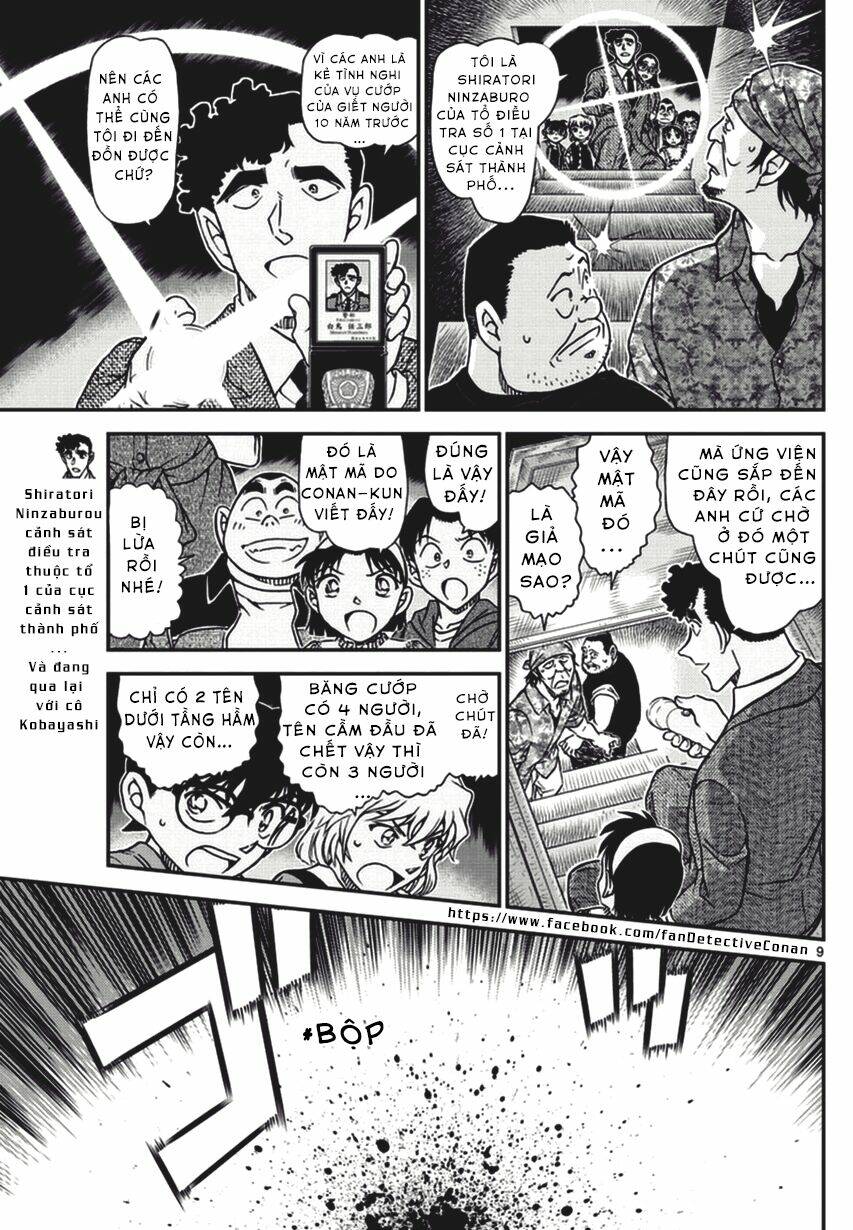 TÔI LÀ
SHIRATORI
NINZABURO
CỦA TỔ ĐIỀU
TRA SỐ 1 TẠI
CỤC CẢNH
SÁT THÀNH
PHỐ...
VÌ CÁC ANH LÀ
KẺ TÌNH NGHI
CỦA VỤ CƯỚP
CỦA GIẾT NGƯỜI
10 NĂM TRƯỚC
...
NÊN CÁC
ANH CÓ
THỂ CÙNG
TÔI ĐI ĐẾN
ĐỒN ĐƯỢC
CHỨ?
MÀ ỨNG VIỆN
CŨNG SẮP ĐẾN
ĐÂY RỒI, CÁC
ANH CỨ CHỜ
Ở ĐÓ MỘT
CHÚT CŨNG
ĐƯỢC...
VẬY
MẬT
MÃ
ĐÓ
...
LÀ
GIẢ
MẠO
SAO?
ĐÚNG
LÀ VẬY
ĐẤY!
ĐÓ LÀ
MẬT MÃ DO
CONAN-KUN
VIẾT ĐẤY!
BỊ
LỪA
RỒI
NHÉ!
Shiratori
Ninzaburou
cảnh sát
điều tra
thuộc tổ
1 của cục
cảnh sát
thành phố
...
Và đang
qua lại
với cô
Kobayashi
CHỜ
CHÚT
ĐÃ!
BĂNG CƯỚP
CÓ 4 NGƯỜI,
TÊN CẦM ĐẦU ĐÃ
CHẾT VẬY THÌ
CÒN 3 NGƯỜI
...
CHỈ CÓ 2 TÊN
DƯỚI TẦNG HẦM
VẬY CÒN...
https://www.facebook.com/fanDetectiveConan
9
#BỘP